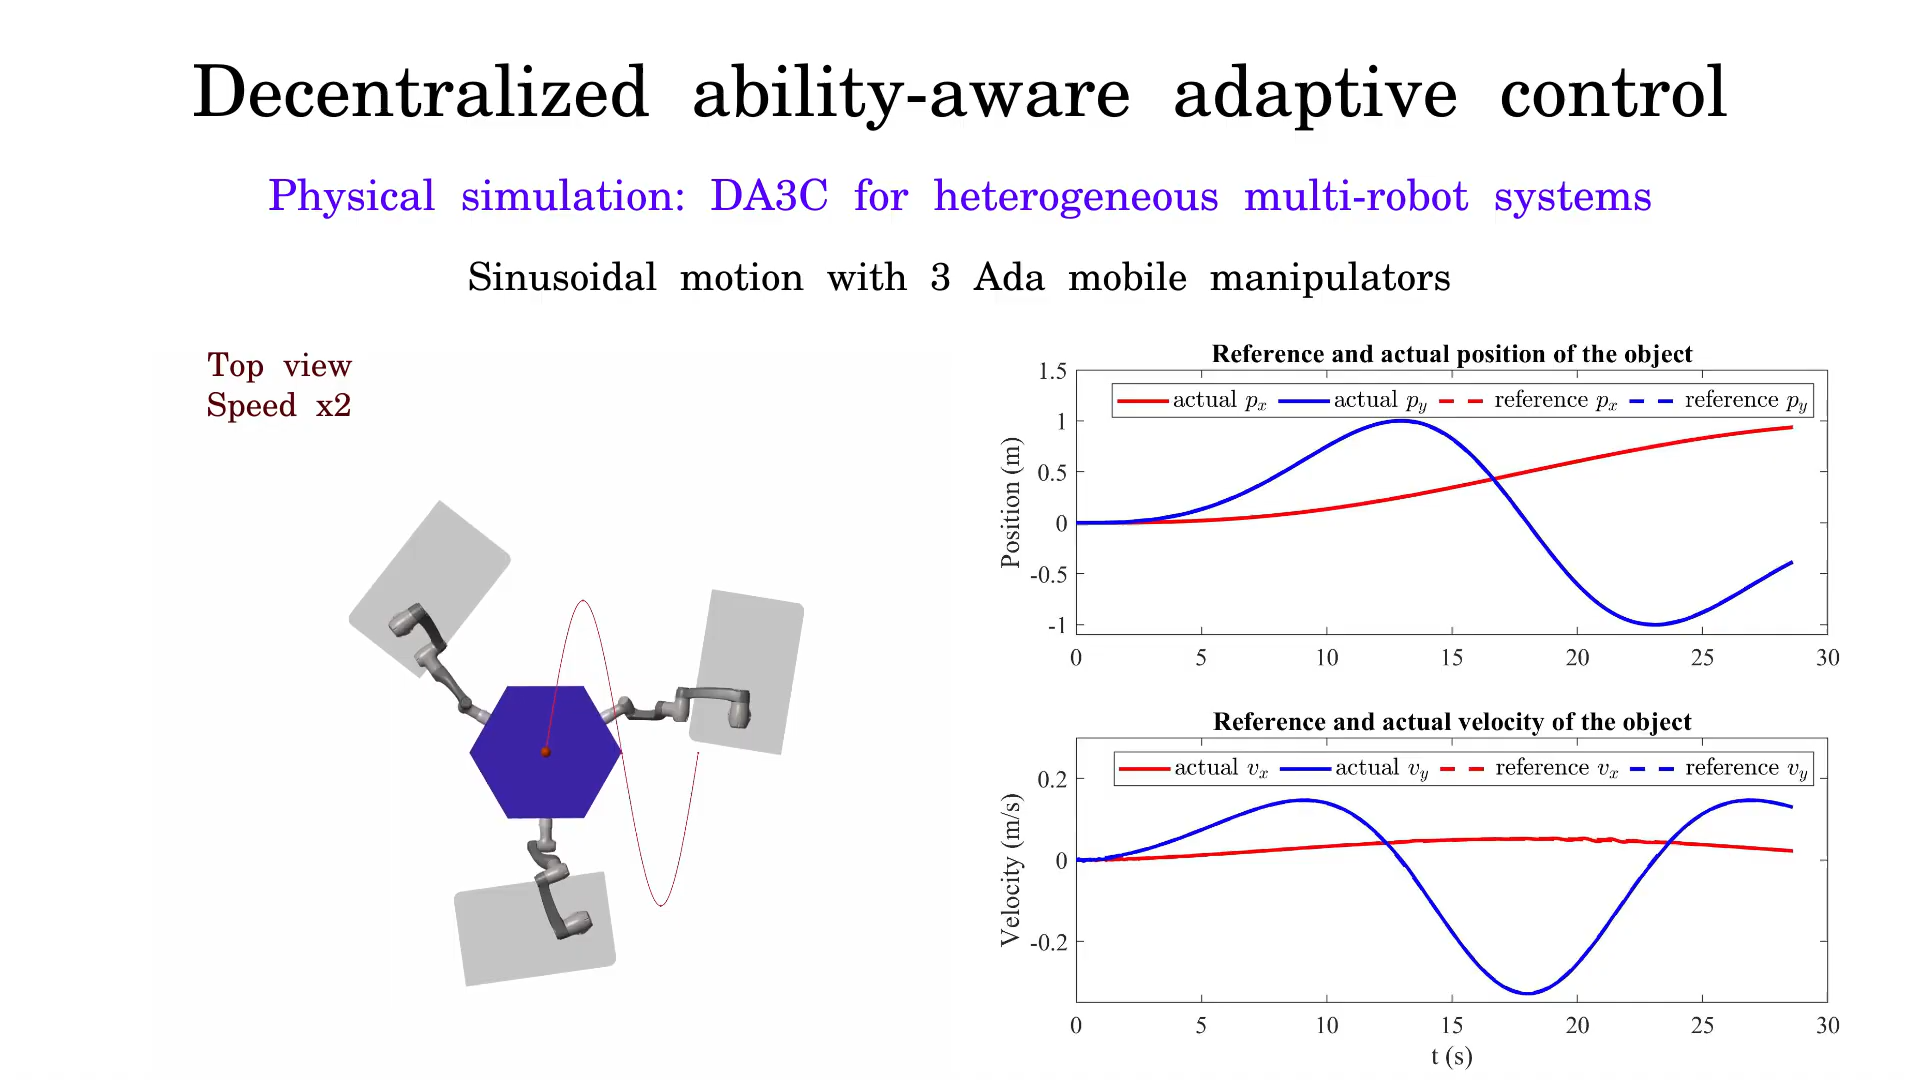 Decentralized ability-aware adaptive control
Physical simulation: DA3C for heterogeneous multi-robot systems
Sinusoidal motion with 3 Ada mobile manipulators
Top view
Speed x2
Reference and actual position of the object
actual pₓ actual p_y reference pₓ reference p_y
Position (m)
1.5
1
0.5
0
-0.5
-1
0 5 10 15 20 25 30
Reference and actual velocity of the object
actual vₓ actual v_y reference vₓ reference v_y
Velocity (m/s)
0.2
0
-0.2
0 5 10 15 20 25 30
t (s)